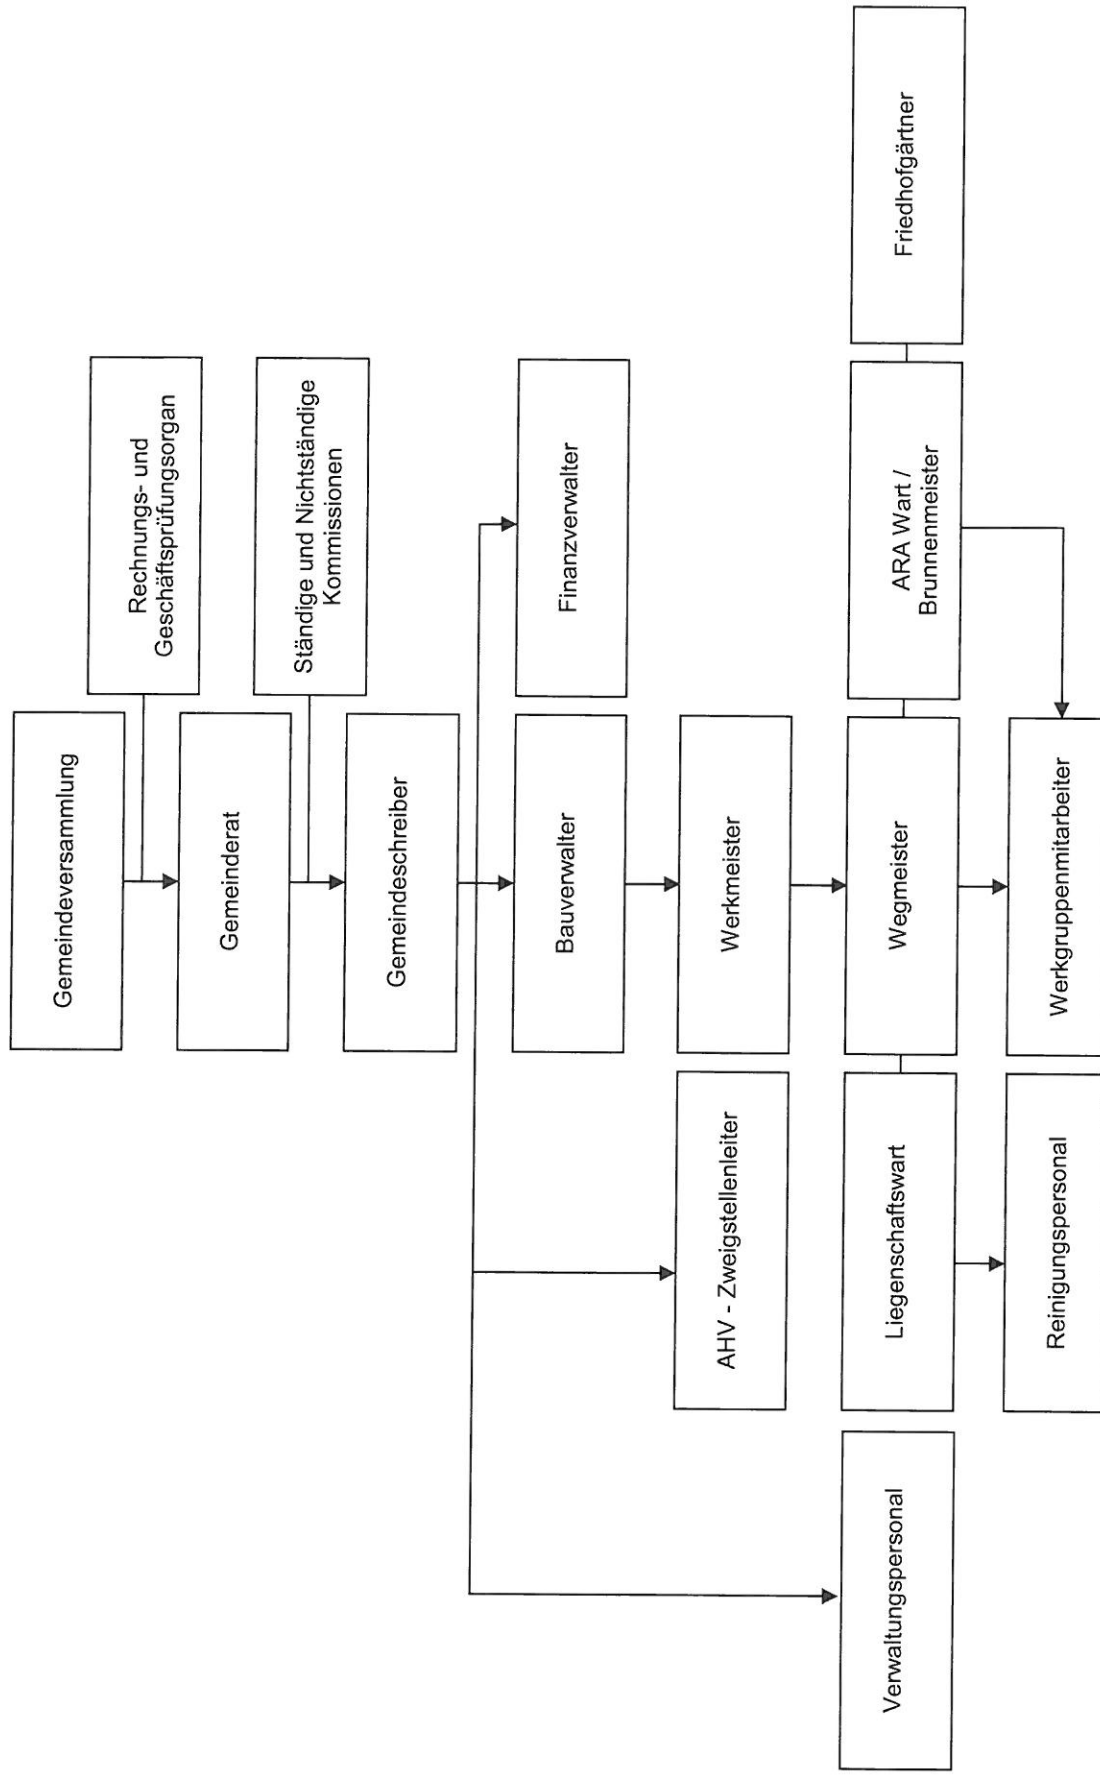 Gemeindeversammlung
Rechnungs- und
Geschäftsprüfungsorgan
Gemeinderat
Ständige und Nichtständige
Kommissionen
Gemeindeschreiber
Bauverwalter
Finanzverwalter
AHV - Zweigstellenleiter
Werkmeister
Verwaltungspersonal
Liegenschaftswart
Wegmeister
ARA Wart /
Brunnenmeister
Friedhofgärtner
Reinigungspersonal
Werkgruppenmitarbeiter